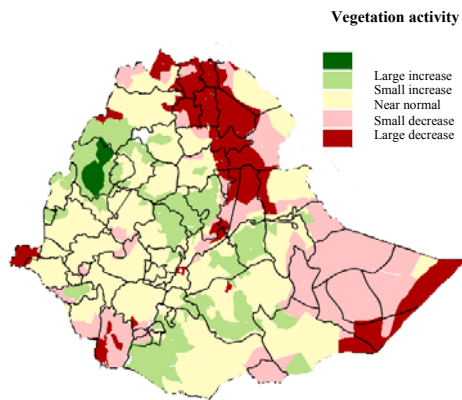 Vegetation activity
Large increase
Small increase
Near normal
Small decrease
Large decrease